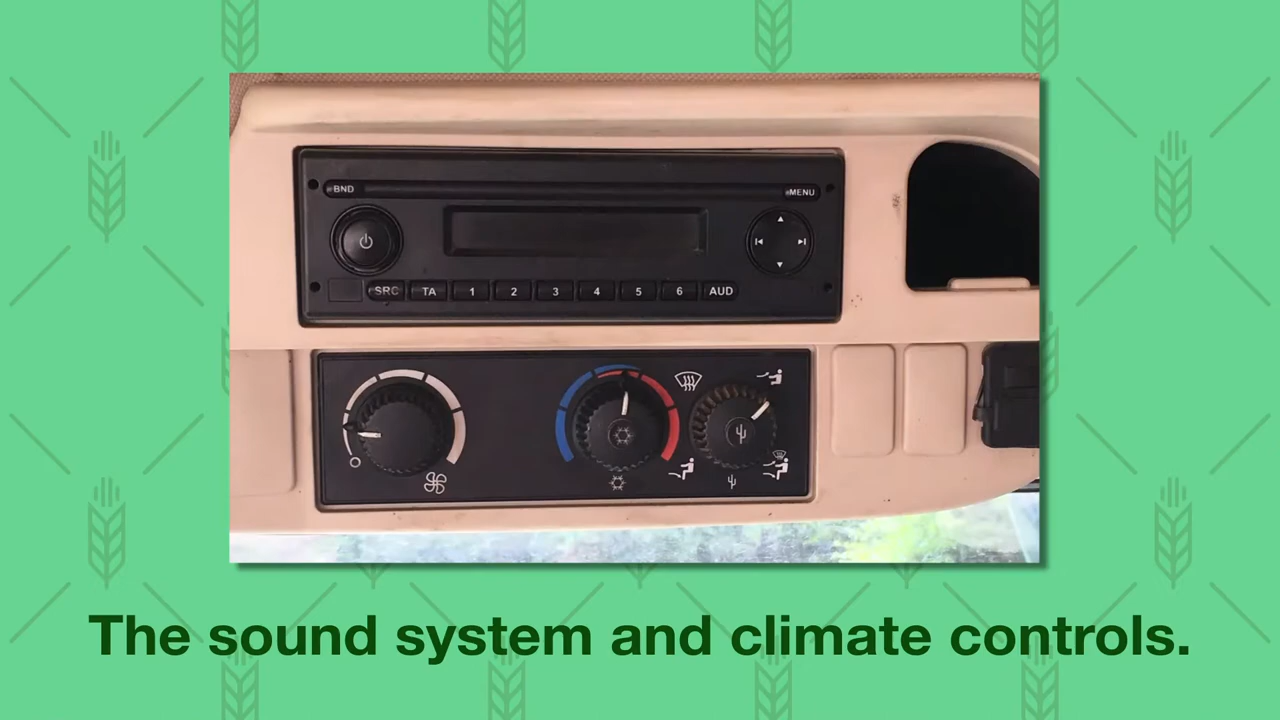 BND
MENU
SRC TA 1 2 3 4 5 6 AUD
The sound system and climate controls.